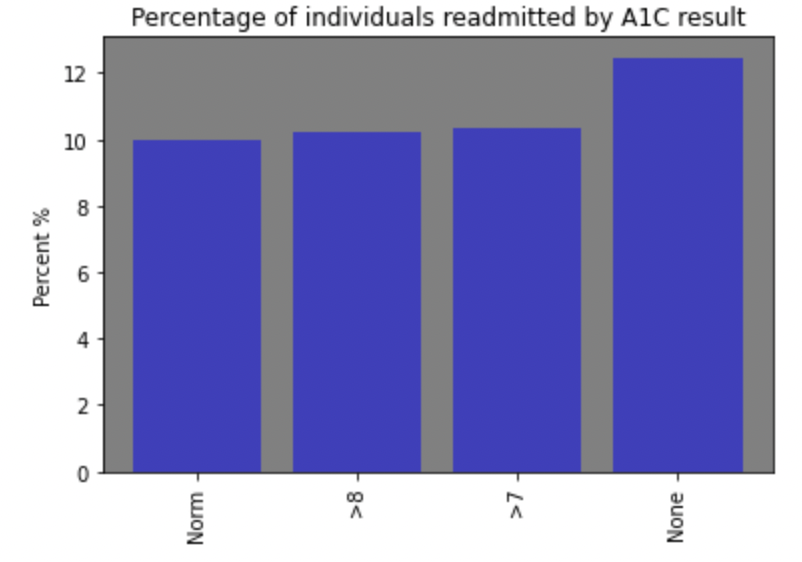 Percentage of individuals readmitted by A1C result
Percent %
12
10
8
6
4
2
0
Norm
>8
>7
None